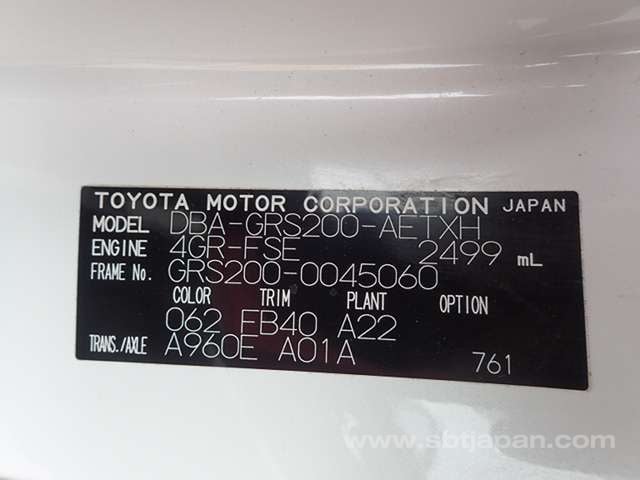 TOYOTA MOTOR CORPORATION JAPAN
MODEL DBA-GRS200-AETXH
ENGINE 4GR-FSE 2499 mL
FRAME No. GRS200-0045060
COLOR TRIM PLANT OPTION
062 FB40 A22
TRANS./AXLE A960E A01A 761
www.sbtjapan.com